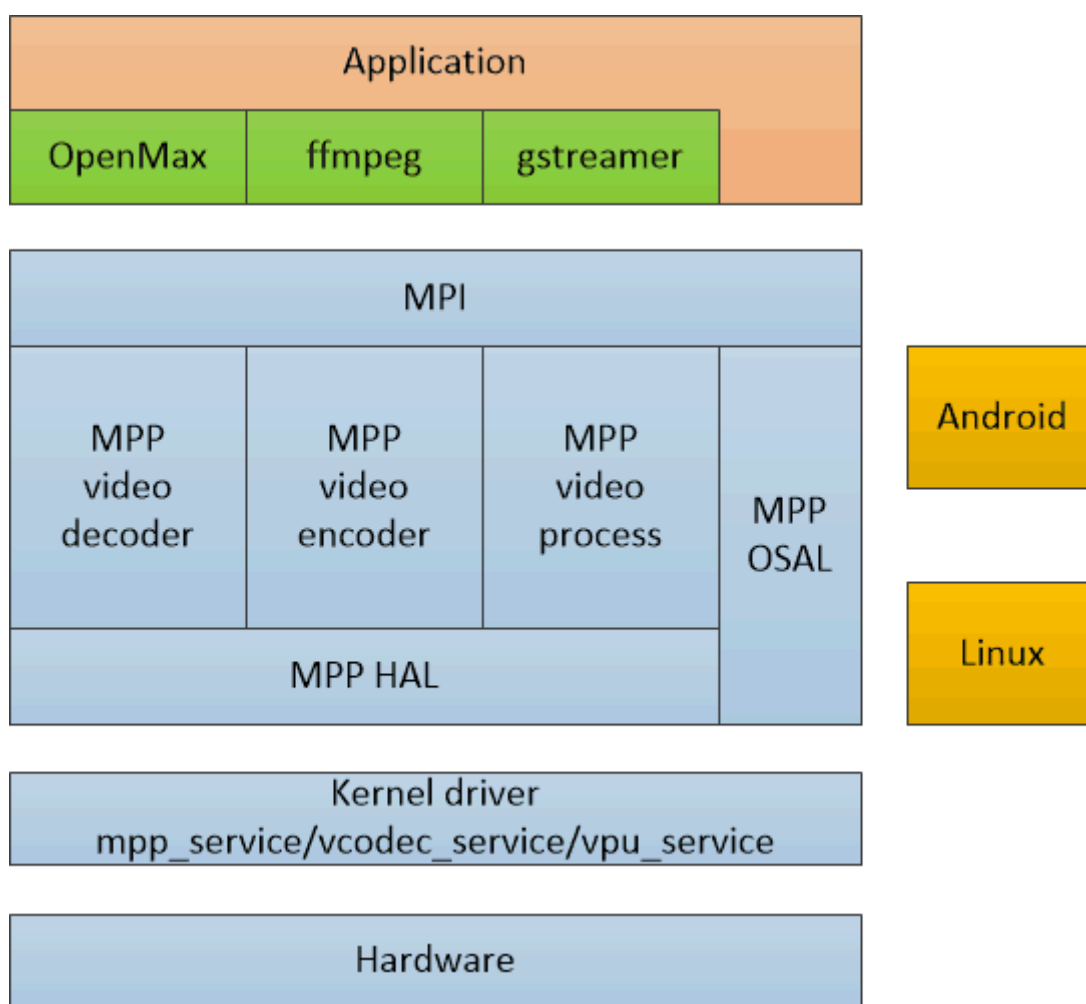 Application
OpenMax
ffmpeg
gstreamer
MPI
MPP
video
decoder
MPP
video
encoder
MPP
video
process
MPP
OSAL
MPP HAL
Android
Linux
Kernel driver
mpp_service/vcodec_service/vpu_service
Hardware